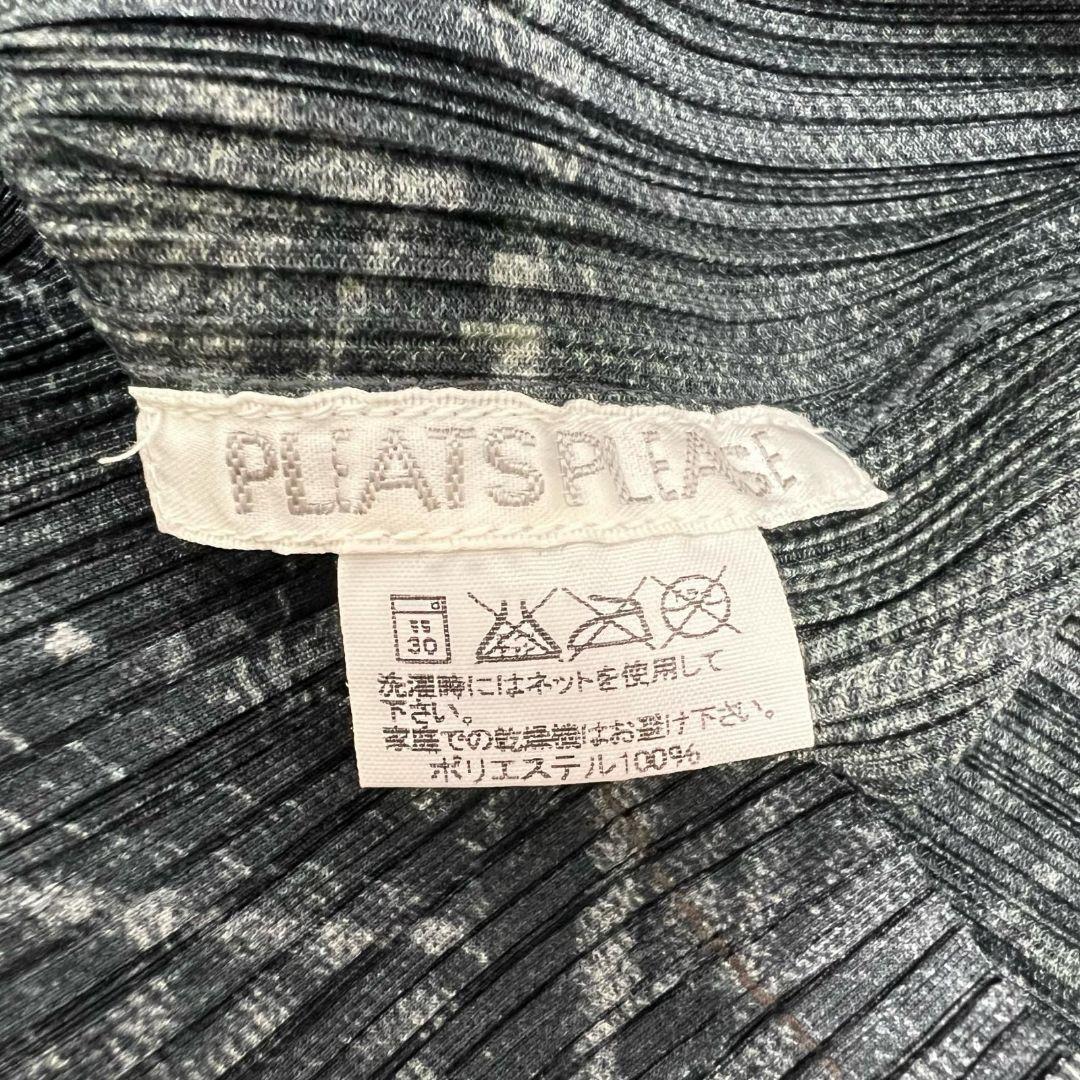 PLEATS PLEASE
30
洗濯時にはネットを使用して
下さい。
家庭での乾燥機はお避け下さい。
ポリエステル100%